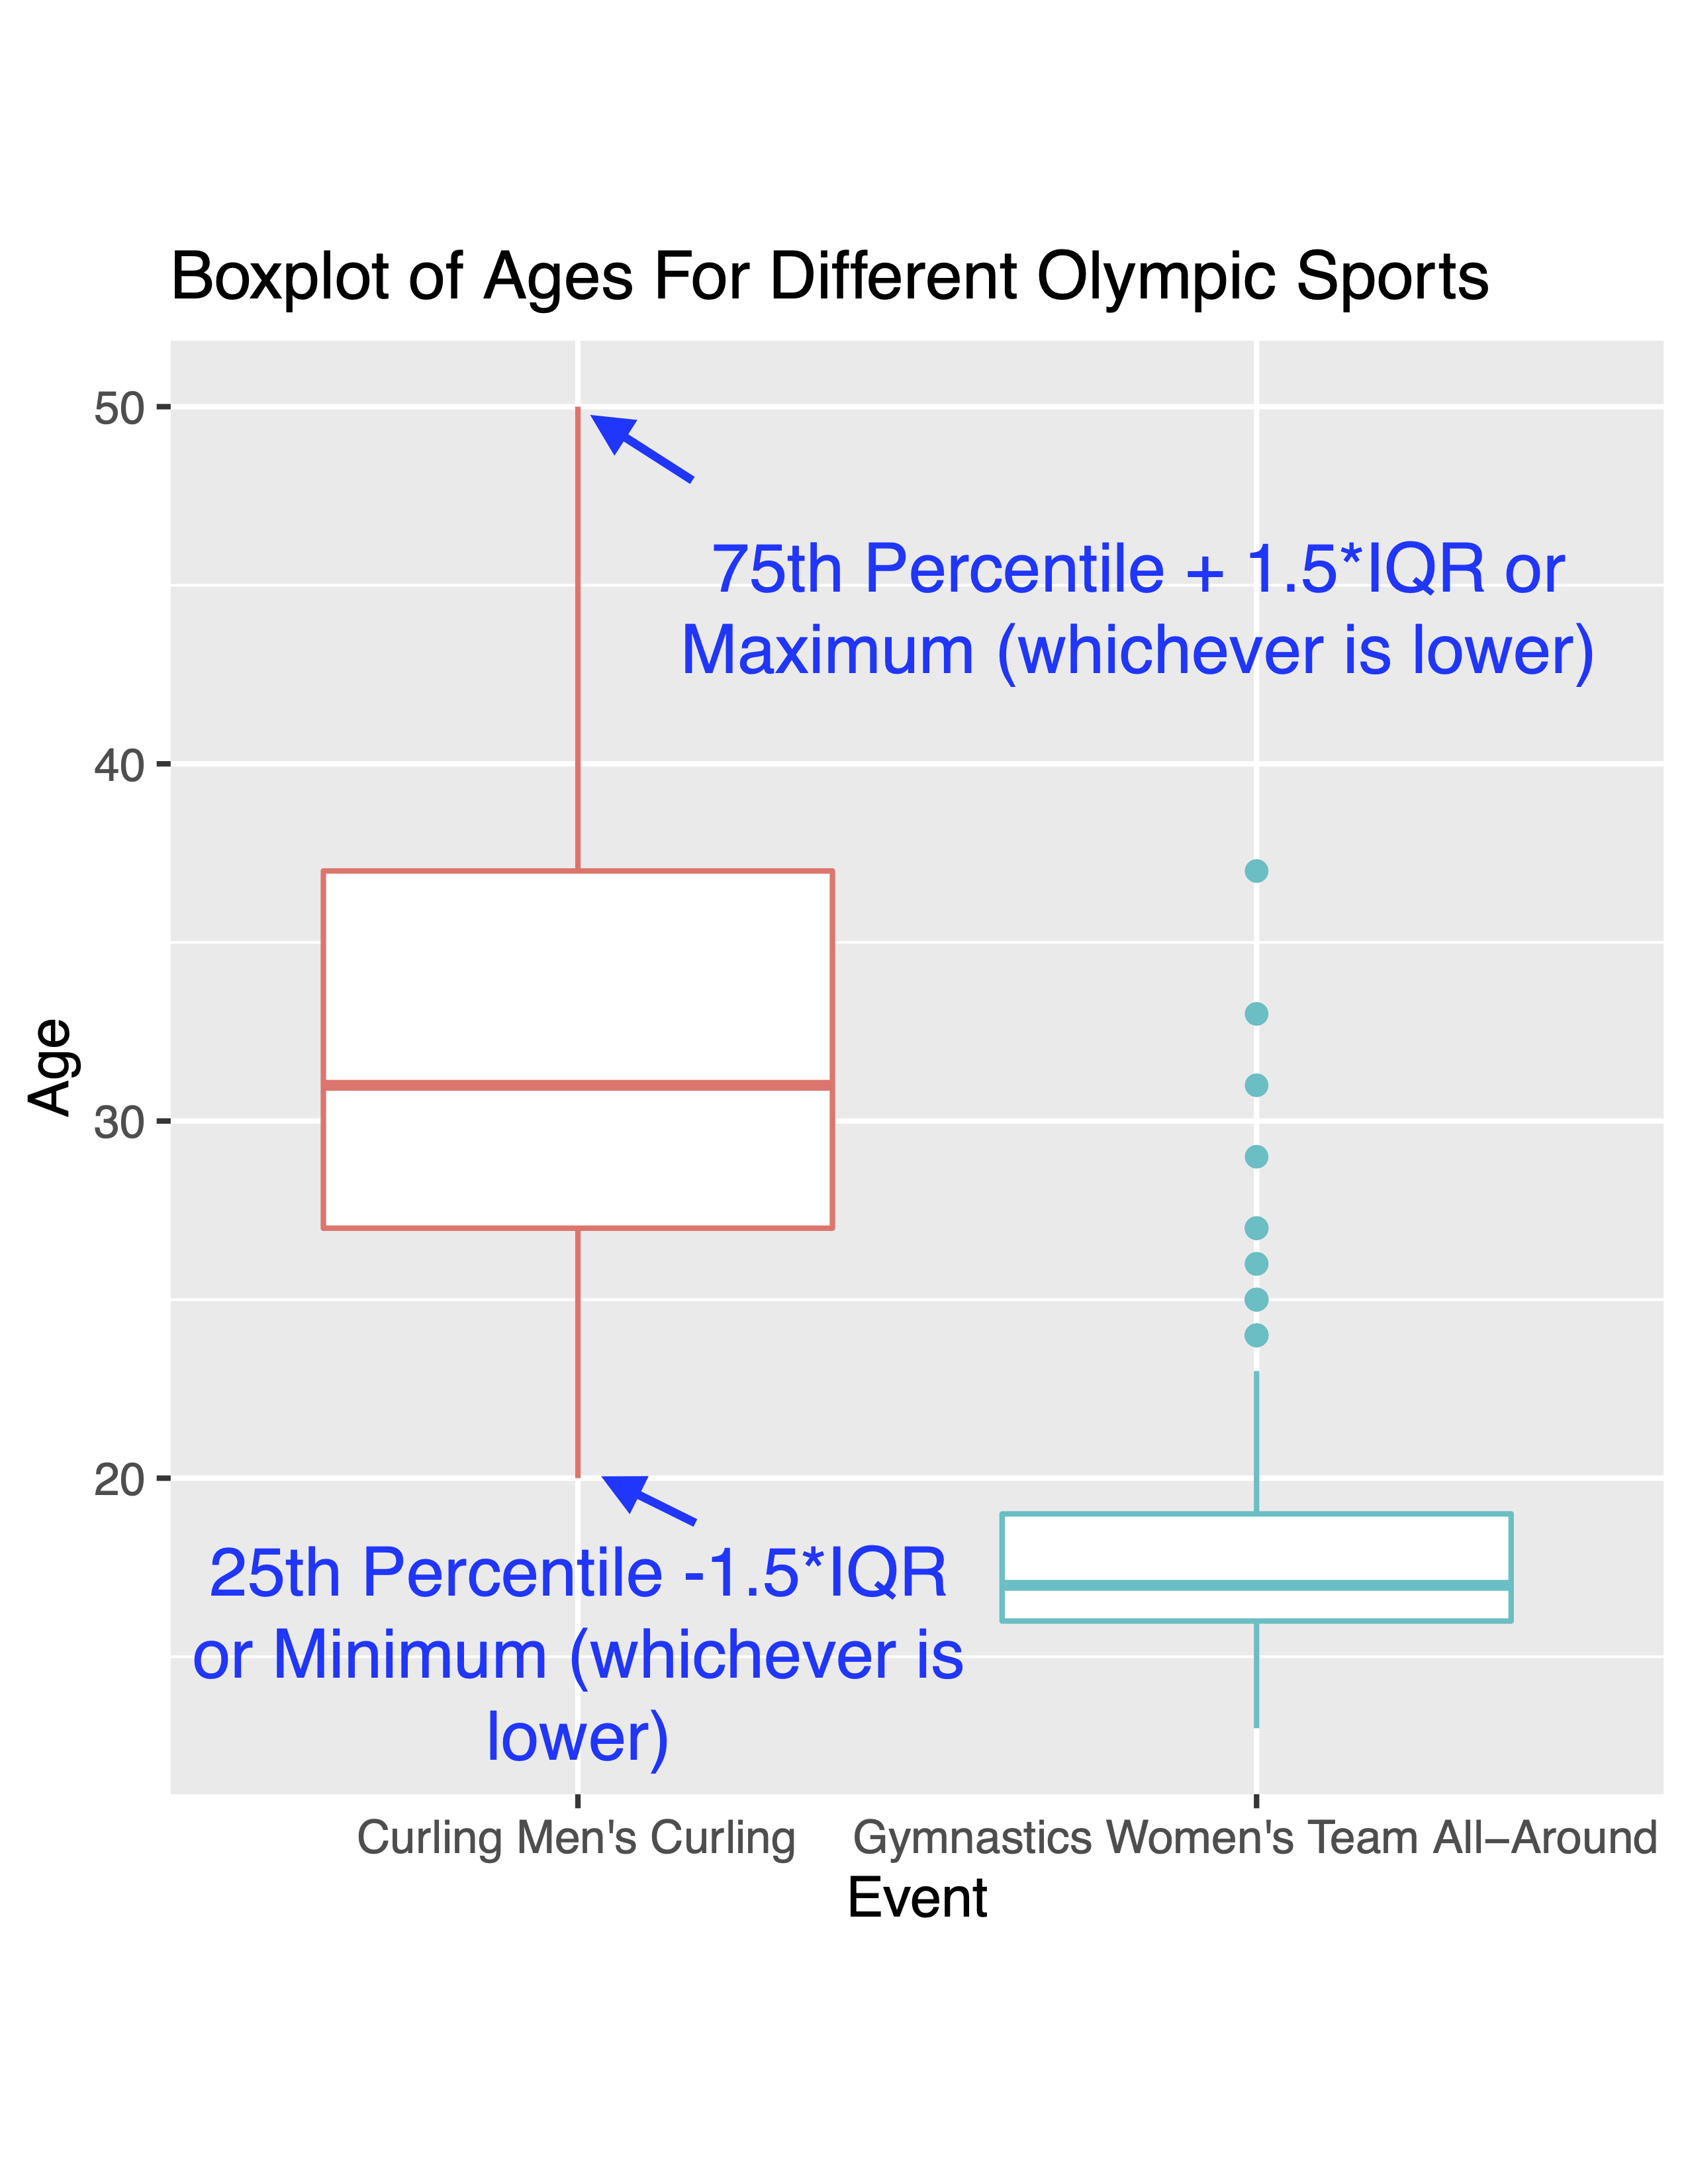 Boxplot of Ages For Different Olympic Sports
50
75th Percentile + 1.5*IQR or
Maximum (whichever is lower)
40
Age
30
20
25th Percentile -1.5*IQR
or Minimum (whichever is
lower)
Curling Men's Curling
Gymnastics Women's Team All−Around
Event